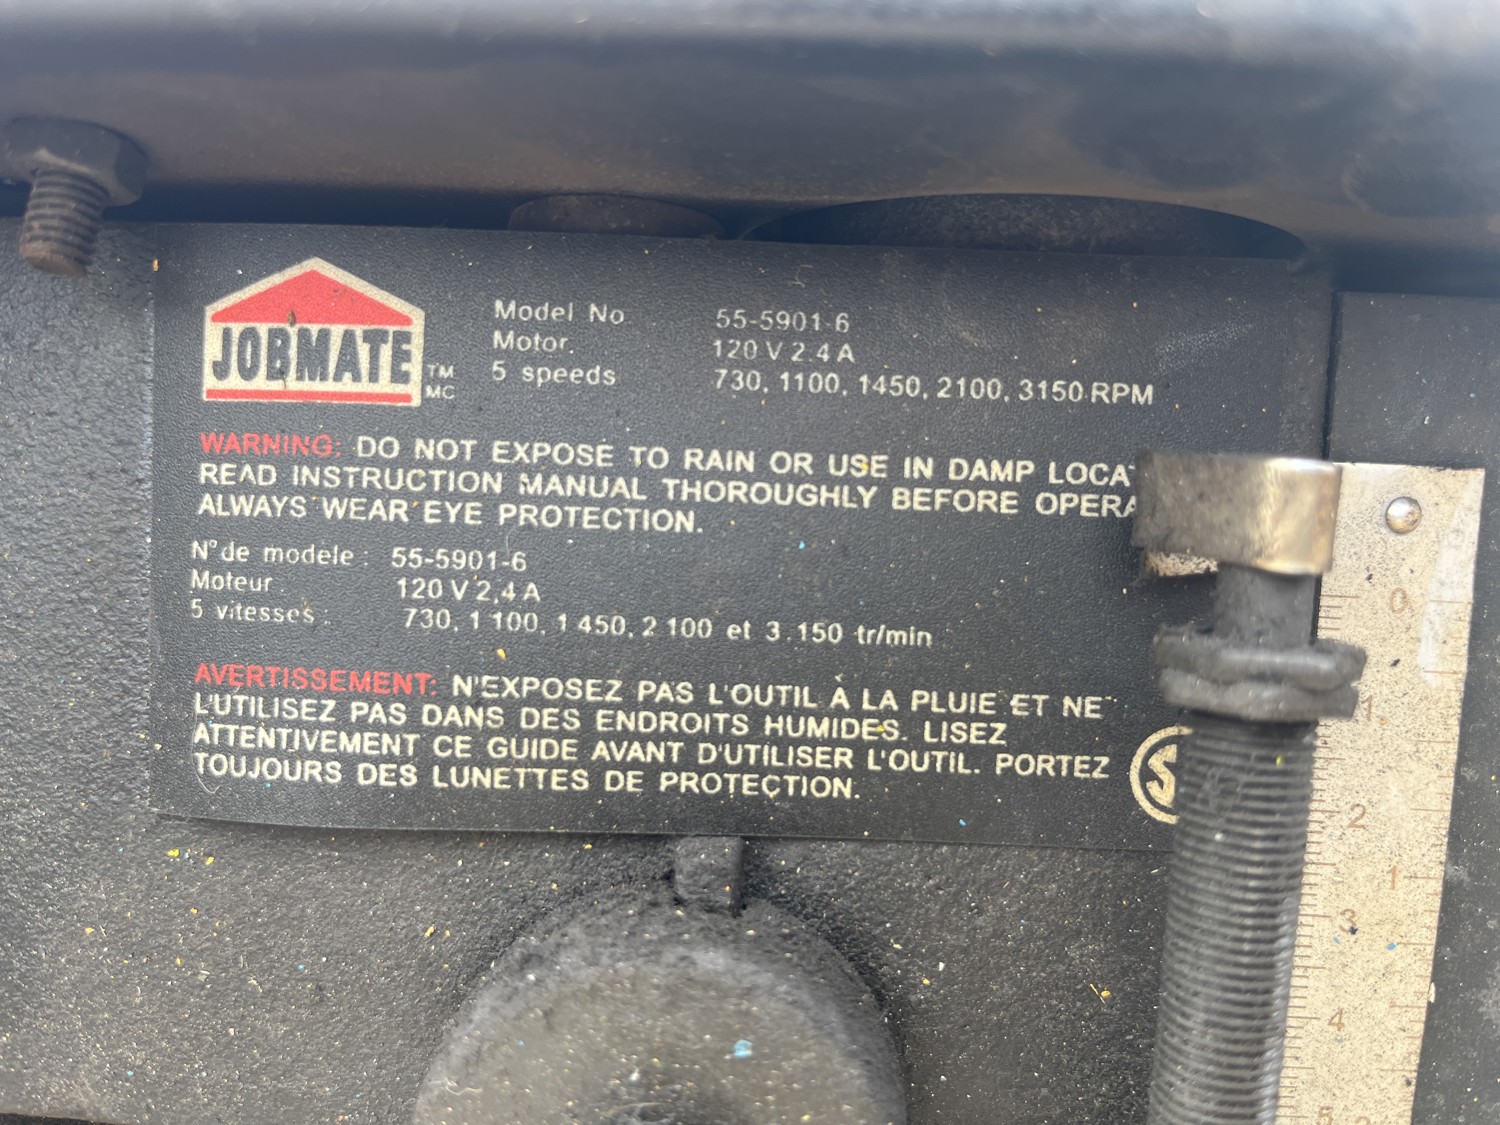 JOBMATE
TM
MC
Model No 55-5901-6
Motor. 120 V 2.4 A
5 speeds 730, 1100, 1450, 2100, 3150 RPM
WARNING: DO NOT EXPOSE TO RAIN OR USE IN DAMP
READ INSTRUCTION MANUAL THOROUGHLY BEFORE
ALWAYS WEAR EYE PROTECTION.
N° de modèle : 55-5901-6
Moteur 120 V 2,4 A
5 vitesses : 730, 1 100, 1 450, 2 100 et 3.150 tr/min
AVERTISSEMENT: N'EXPOSEZ PAS L'OUTIL À LA PLUIE ET NE
L'UTILISEZ PAS DANS DES ENDROITS HUMIDES. LISEZ
ATTENTIVEMENT CE GUIDE AVANT D'UTILISER L'OUTIL. PORTEZ
TOUJOURS DES LUNETTES DE PROTECTION.
0
1
2
1
3
4
5